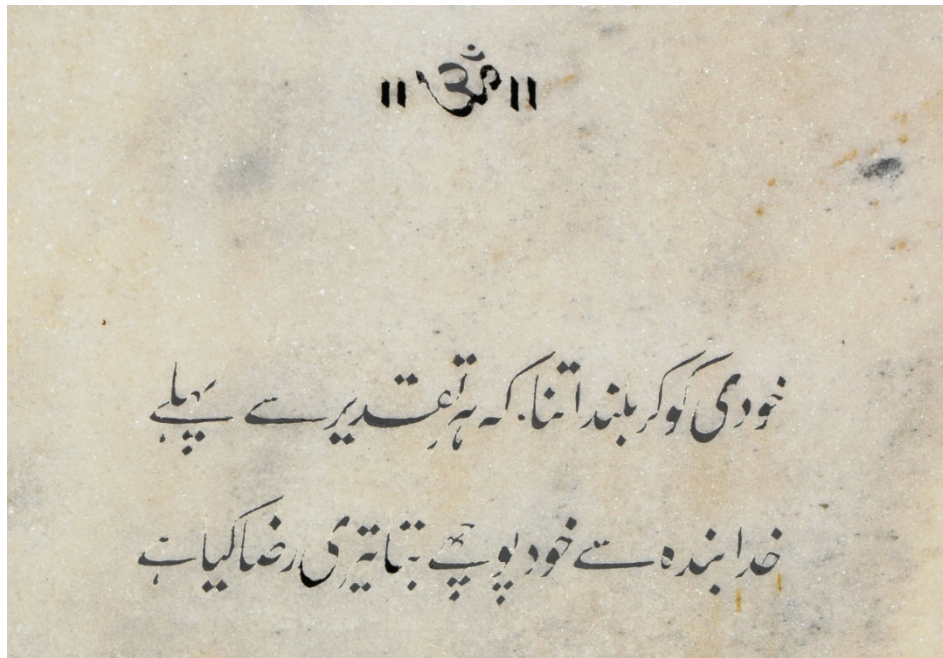 ॥ ॐ ॥
خودی کو کر بلند اتنا کہ ہر تقدیر سے پہلے
خدا بندہ سے خود پوچھے بتا تیری رضا کیا ہے